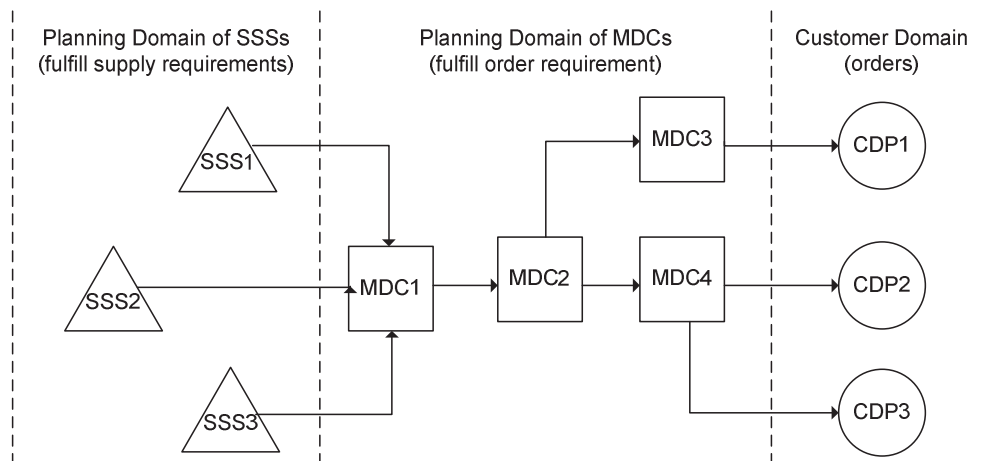 Planning Domain of SSSs
(fulfill supply requirements)
Planning Domain of MDCs
(fulfill order requirement)
Customer Domain
(orders)
SSS1
MDC3
CDP1
SSS2
MDC1
MDC2
MDC4
CDP2
SSS3
CDP3